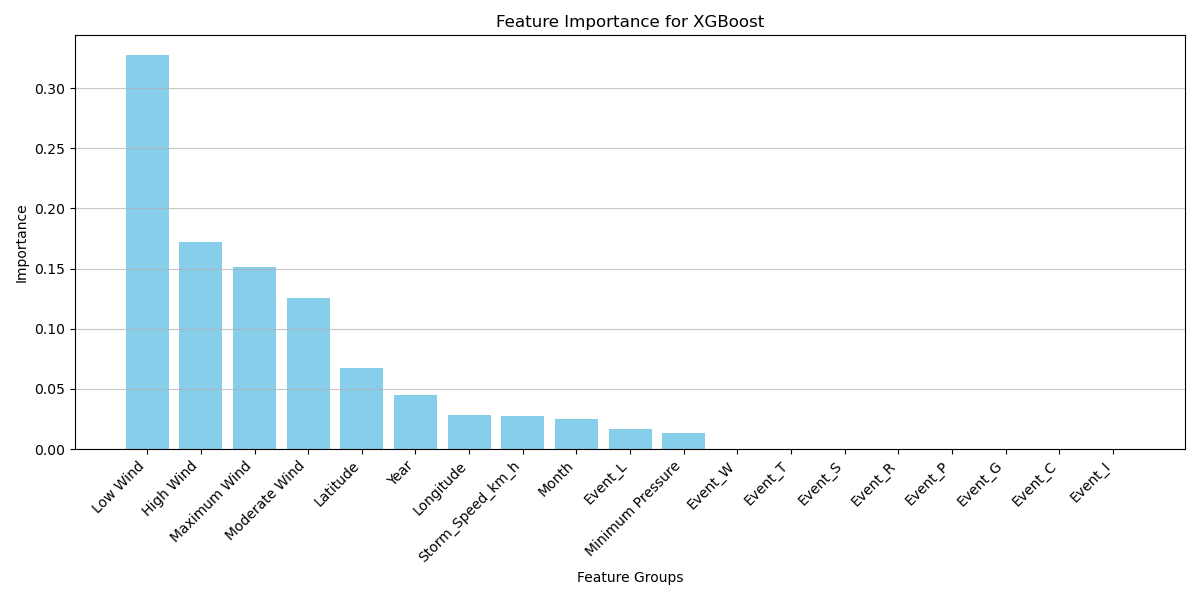 Feature Importance for XGBoost
Importance
0.30
0.25
0.20
0.15
0.10
0.05
0.00
Low Wind
High Wind
Maximum Wind
Moderate Wind
Latitude
Year
Longitude
Storm_Speed_km_h
Month
Event_L
Minimum Pressure
Event_W
Event_T
Event_S
Event_R
Event_P
Event_G
Event_C
Event_I
Feature Groups